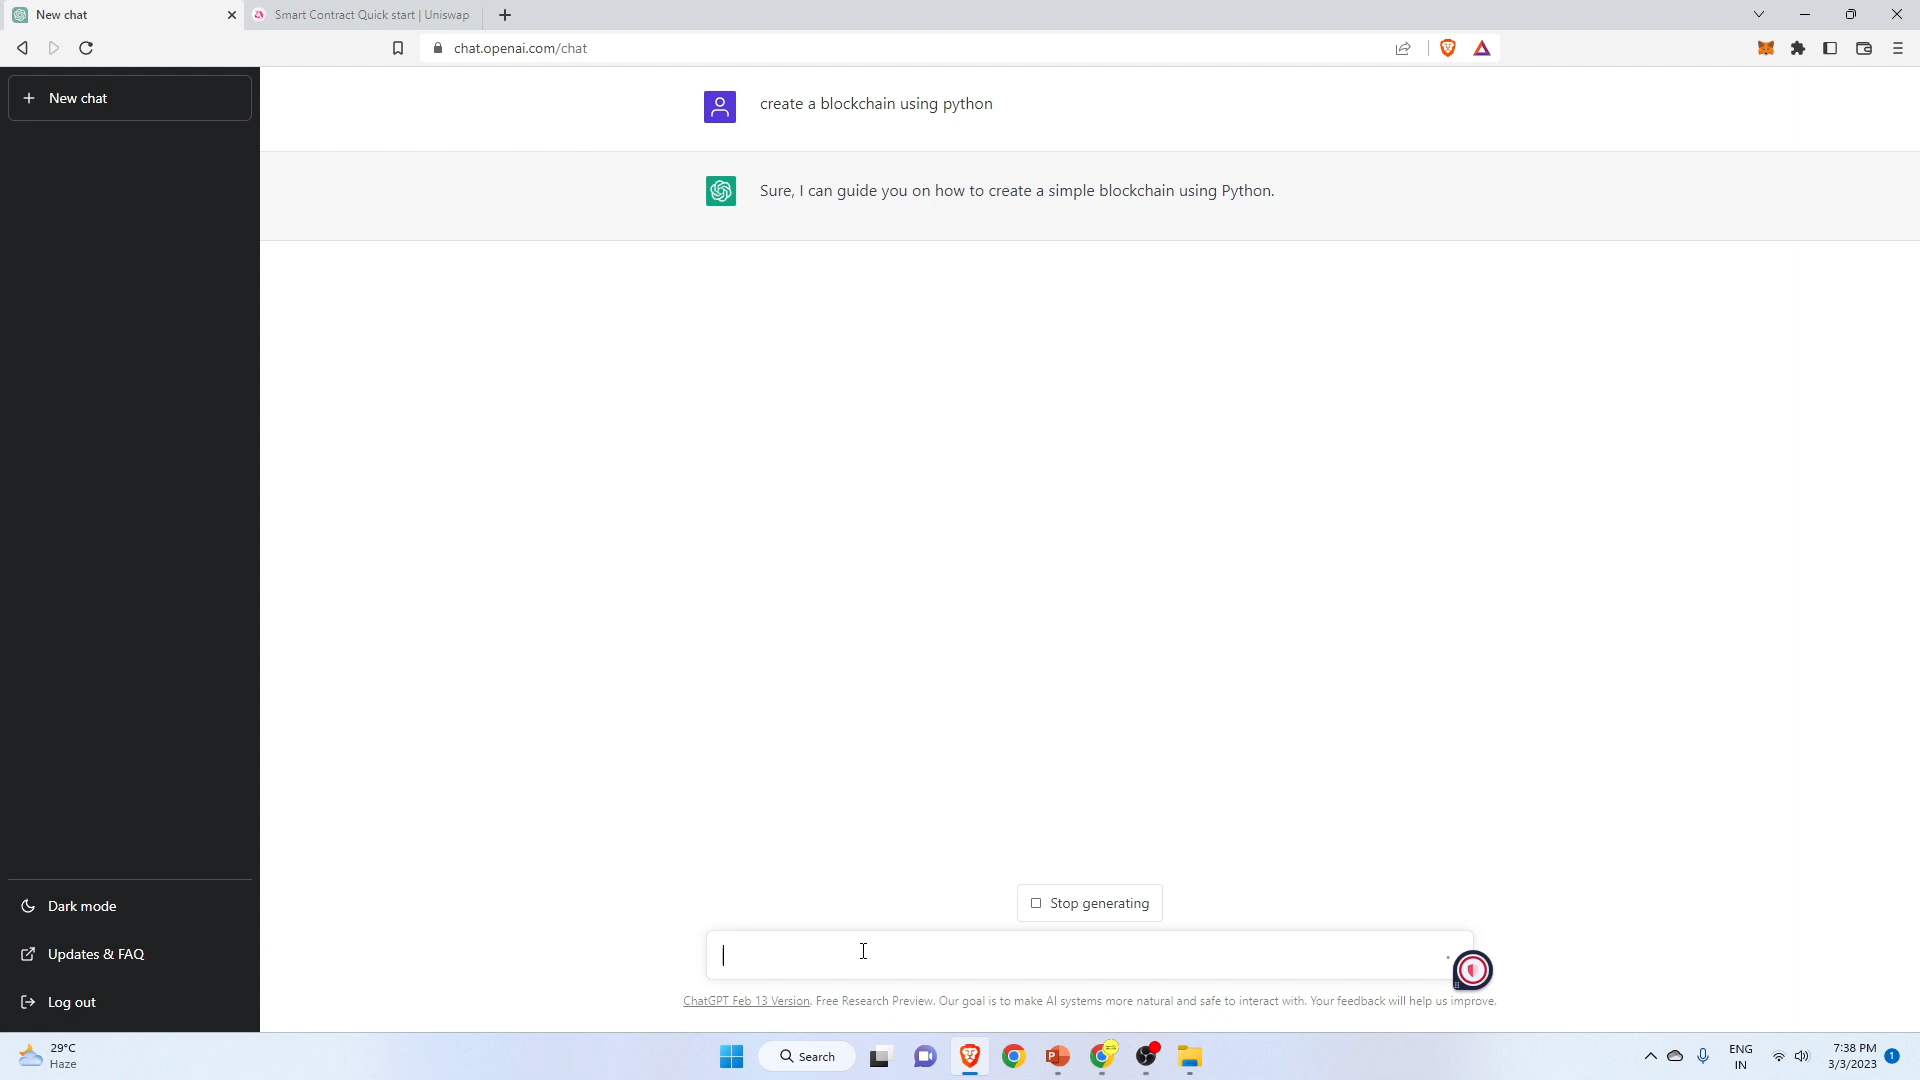 New chat
Smart Contract Quick start | Uniswap
chat.openai.com/chat
New chat
create a blockchain using python
Sure, I can guide you on how to create a simple blockchain using Python.
Stop generating
Dark mode
Updates & FAQ
Log out
ChatGPT Feb 13 Version. Free Research Preview. Our goal is to make AI systems more natural and safe to interact with. Your feedback will help us improve.
29°C
Haze
Search
ENG
IN
7:38 PM
3/3/2023
1